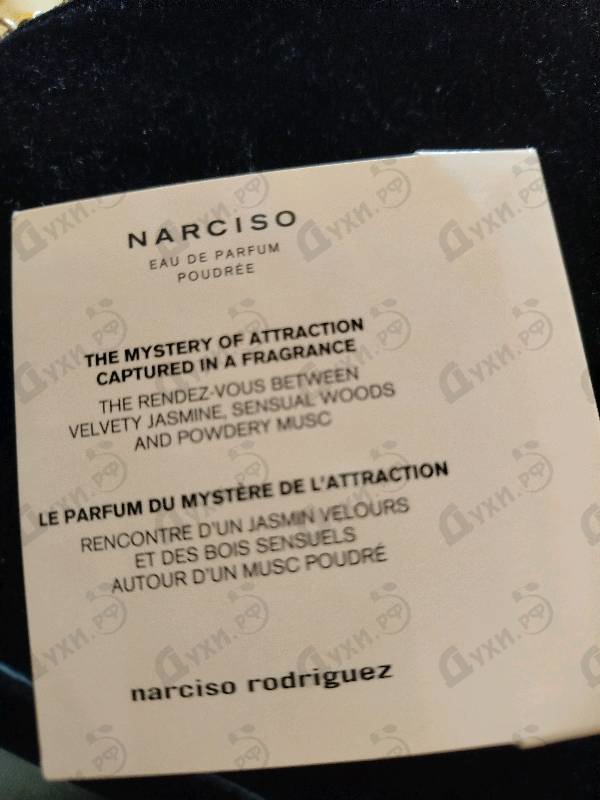 NARCISO
EAU DE PARFUM
POUDRÉE
THE MYSTERY OF ATTRACTION
CAPTURED IN A FRAGRANCE
THE RENDEZ-VOUS BETWEEN
VELVETY JASMINE, SENSUAL WOODS
AND POWDERY MUSC
LE PARFUM DU MYSTÈRE DE L'ATTRACTION
RENCONTRE D'UN JASMIN VELOURS
ET DES BOIS SENSUELS
AUTOUR D'UN MUSC POUDRÉ
narciso rodriguez
Духи.рф